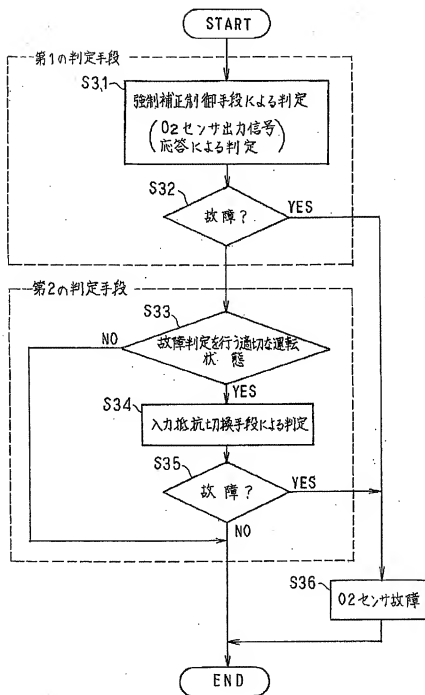 START
第1の判定手段
S31
強制補正制御手段による判定
(O2センサ出力信号
応答による判定)
S32
故障?
YES
第2の判定手段
S33
NO
故障判定を行う適切な運転
状態
YES
S34
入力抵抗切換手段による判定
S35
故障?
YES
NO
S36
O2センサ故障
END